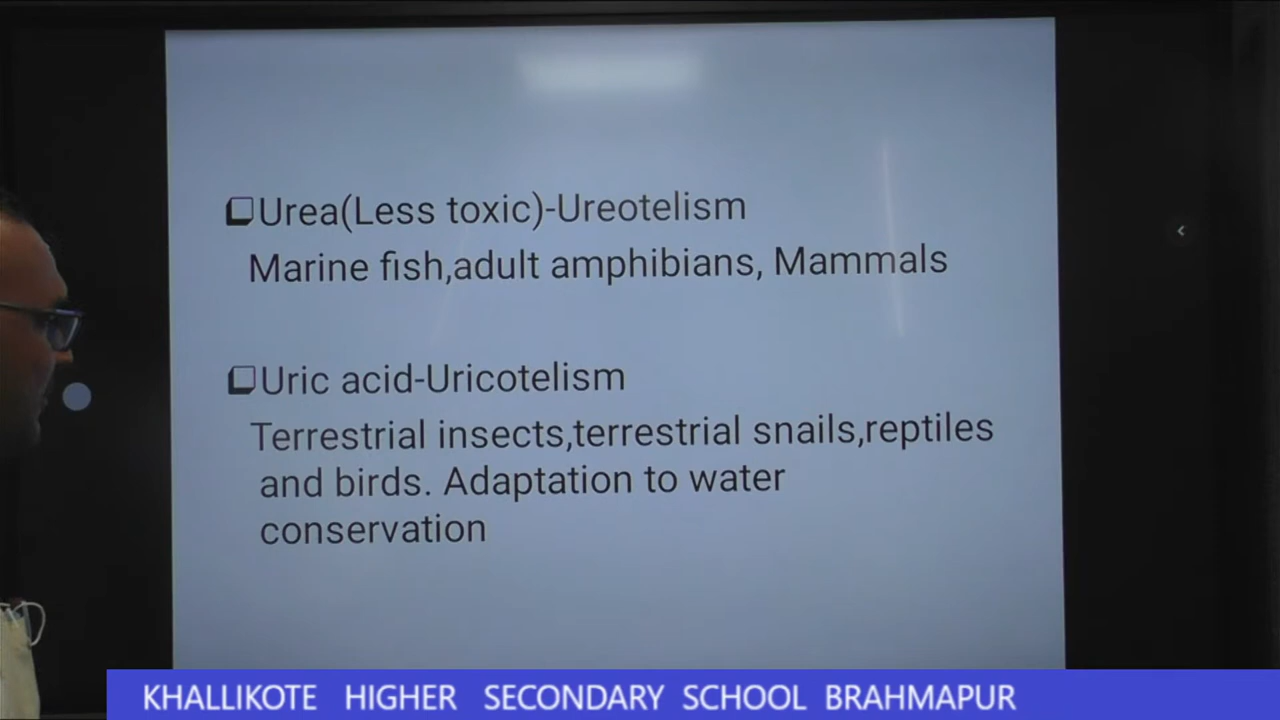 Urea(Less toxic)-Ureotelism
Marine fish,adult amphibians, Mammals
Uric acid-Uricotelism
Terrestrial insects,terrestrial snails,reptiles
and birds. Adaptation to water
conservation
KHALLIKOTE HIGHER SECONDARY SCHOOL BRAHMAPUR